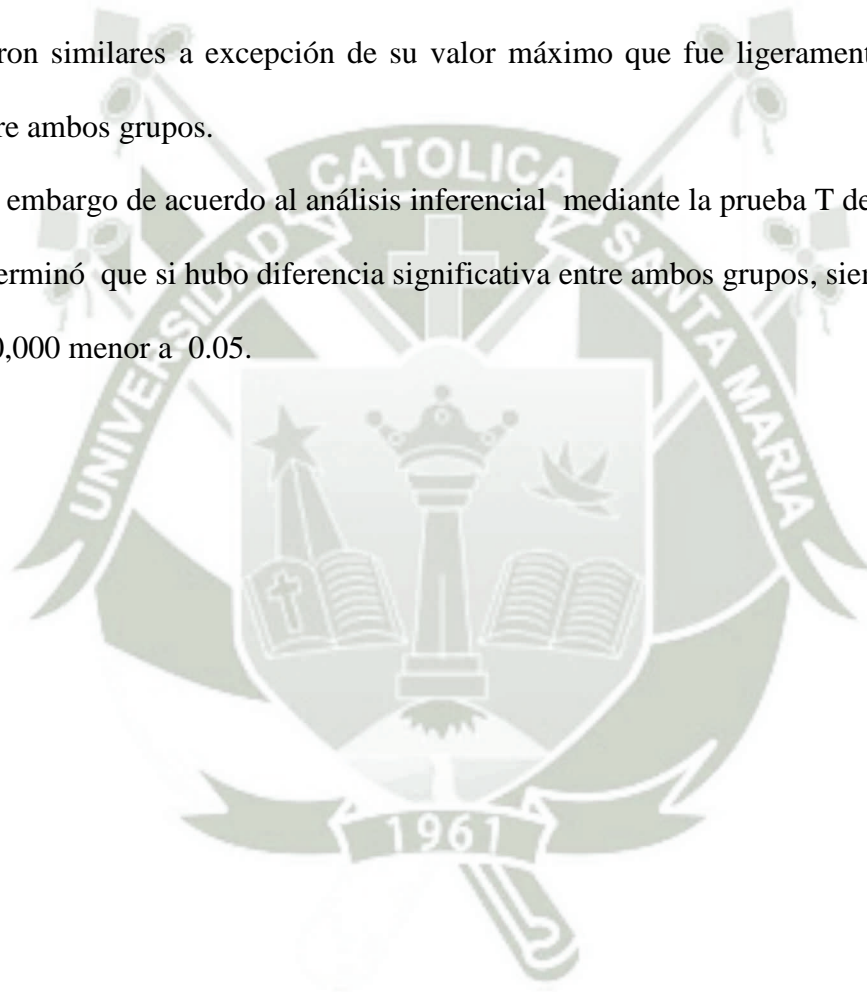 ron similares a excepción de su valor máximo que fue ligerament
re ambos grupos.
embargo de acuerdo al análisis inferencial mediante la prueba T de
erminó que si hubo diferencia significativa entre ambos grupos, sier
0,000 menor a 0.05.
UNIVERSIDAD CATOLICA SANTA MARIA
1961